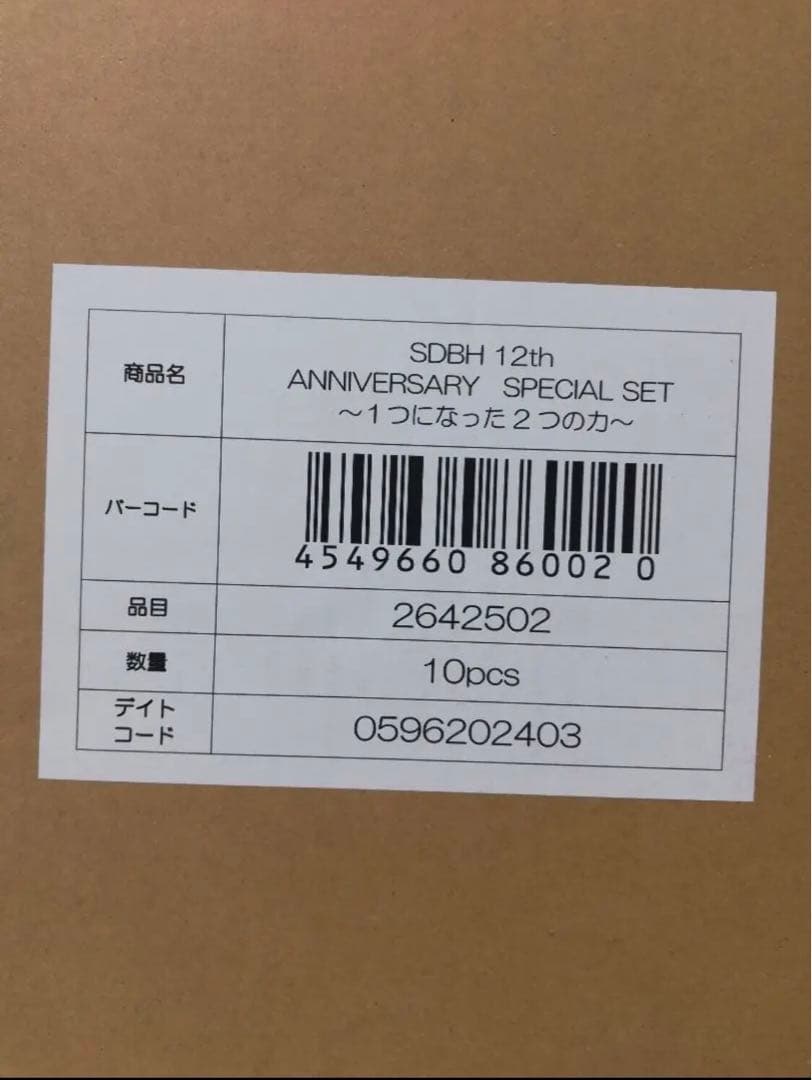 商品名
SDBH 12th
ANNIVERSARY SPECIAL SET
～1つになった2つの力～
バーコード
4549660 86002 0
品目
2642502
数量
10pcs
デイト
コード
0596202403